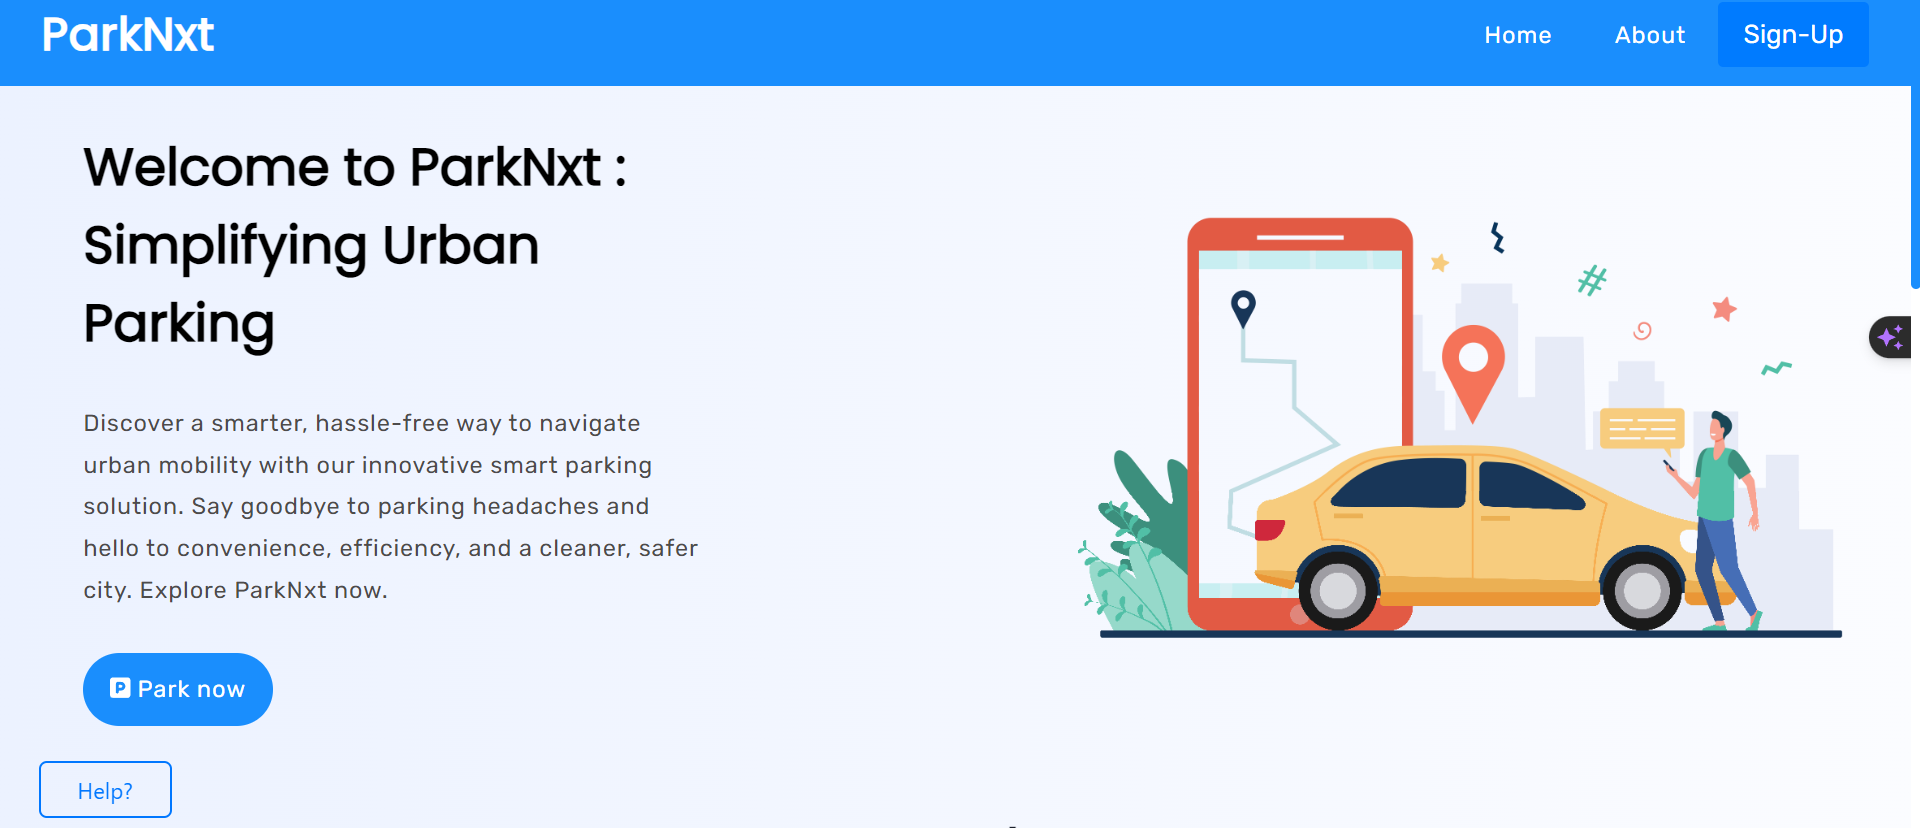 ParkNxt
Home
About
Sign-Up
Welcome to ParkNxt :
Simplifying Urban
Parking
Discover a smarter, hassle-free way to navigate
urban mobility with our innovative smart parking
solution. Say goodbye to parking headaches and
hello to convenience, efficiency, and a cleaner, safer
city. Explore ParkNxt now.
P Park now
Help?